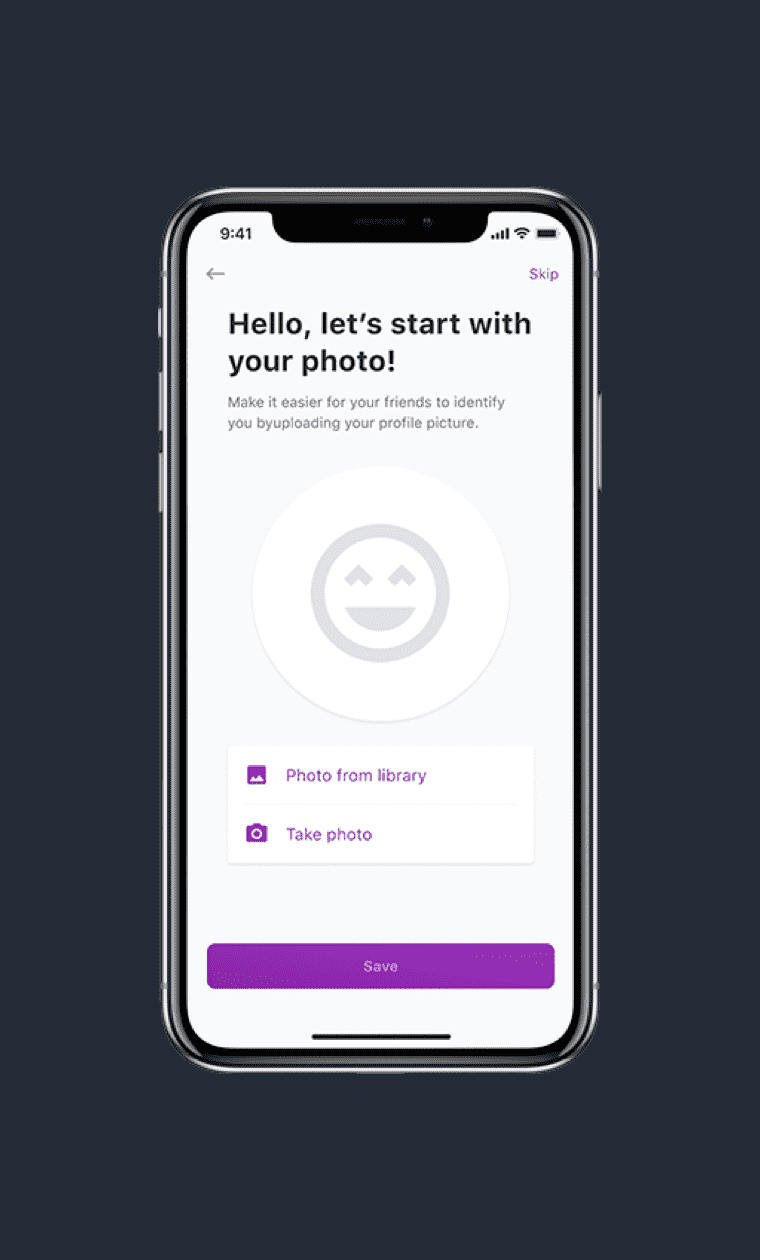 9:41
Skip
Hello, let’s start with
your photo!
Make it easier for your friends to identify
you byuploading your profile picture.
Photo from library
Take photo
Save